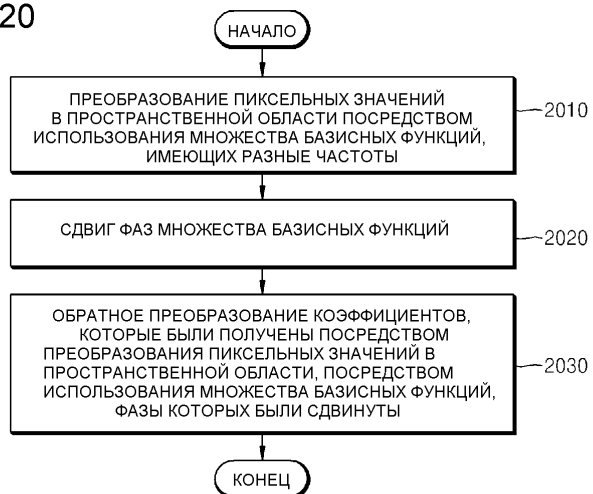 20
НАЧАЛО
ПРЕОБРАЗОВАНИЕ ПИКСЕЛЬНЫХ ЗНАЧЕНИЙ
В ПРОСТРАНСТВЕННОЙ ОБЛАСТИ ПОСРЕДСТВОМ
ИСПОЛЬЗОВАНИЯ МНОЖЕСТВА БАЗИСНЫХ ФУНКЦИЙ,
ИМЕЮЩИХ РАЗНЫЕ ЧАСТОТЫ
2010
СДВИГ ФАЗ МНОЖЕСТВА БАЗИСНЫХ ФУНКЦИЙ
2020
ОБРАТНОЕ ПРЕОБРАЗОВАНИЕ КОЭФФИЦИЕНТОВ,
КОТОРЫЕ БЫЛИ ПОЛУЧЕНЫ ПОСРЕДСТВОМ
ПРЕОБРАЗОВАНИЯ ПИКСЕЛЬНЫХ ЗНАЧЕНИЙ В
ПРОСТРАНСТВЕННОЙ ОБЛАСТИ, ПОСРЕДСТВОМ
ИСПОЛЬЗОВАНИЯ МНОЖЕСТВА БАЗИСНЫХ ФУНКЦИЙ,
ФАЗЫ КОТОРЫХ БЫЛИ СДВИНУТЫ
2030
КОНЕЦ